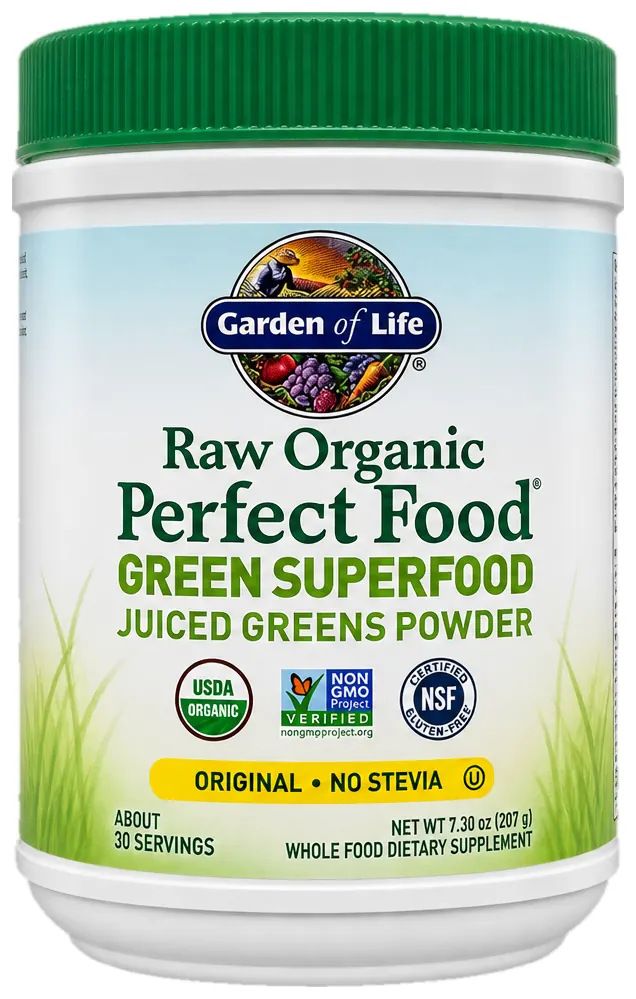 Garden of Life
®
Raw Organic
Perfect Food®
GREEN SUPERFOOD
JUICED GREENS POWDER
USDA
ORGANIC
NON
GMO
Project
VERIFIED
nongmoproject.org
CERTIFIED
NSF
GLUTEN-FREE
ORIGINAL • NO STEVIA U
ABOUT
30 SERVINGS
NET WT 7.30 oz (207 g)
WHOLE FOOD DIETARY SUPPLEMENT